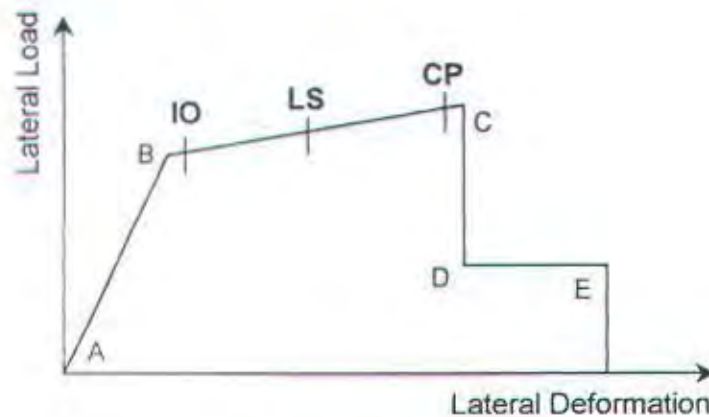 Lateral Load
IO
LS
CP
B
C
D
E
A
Lateral Deformation